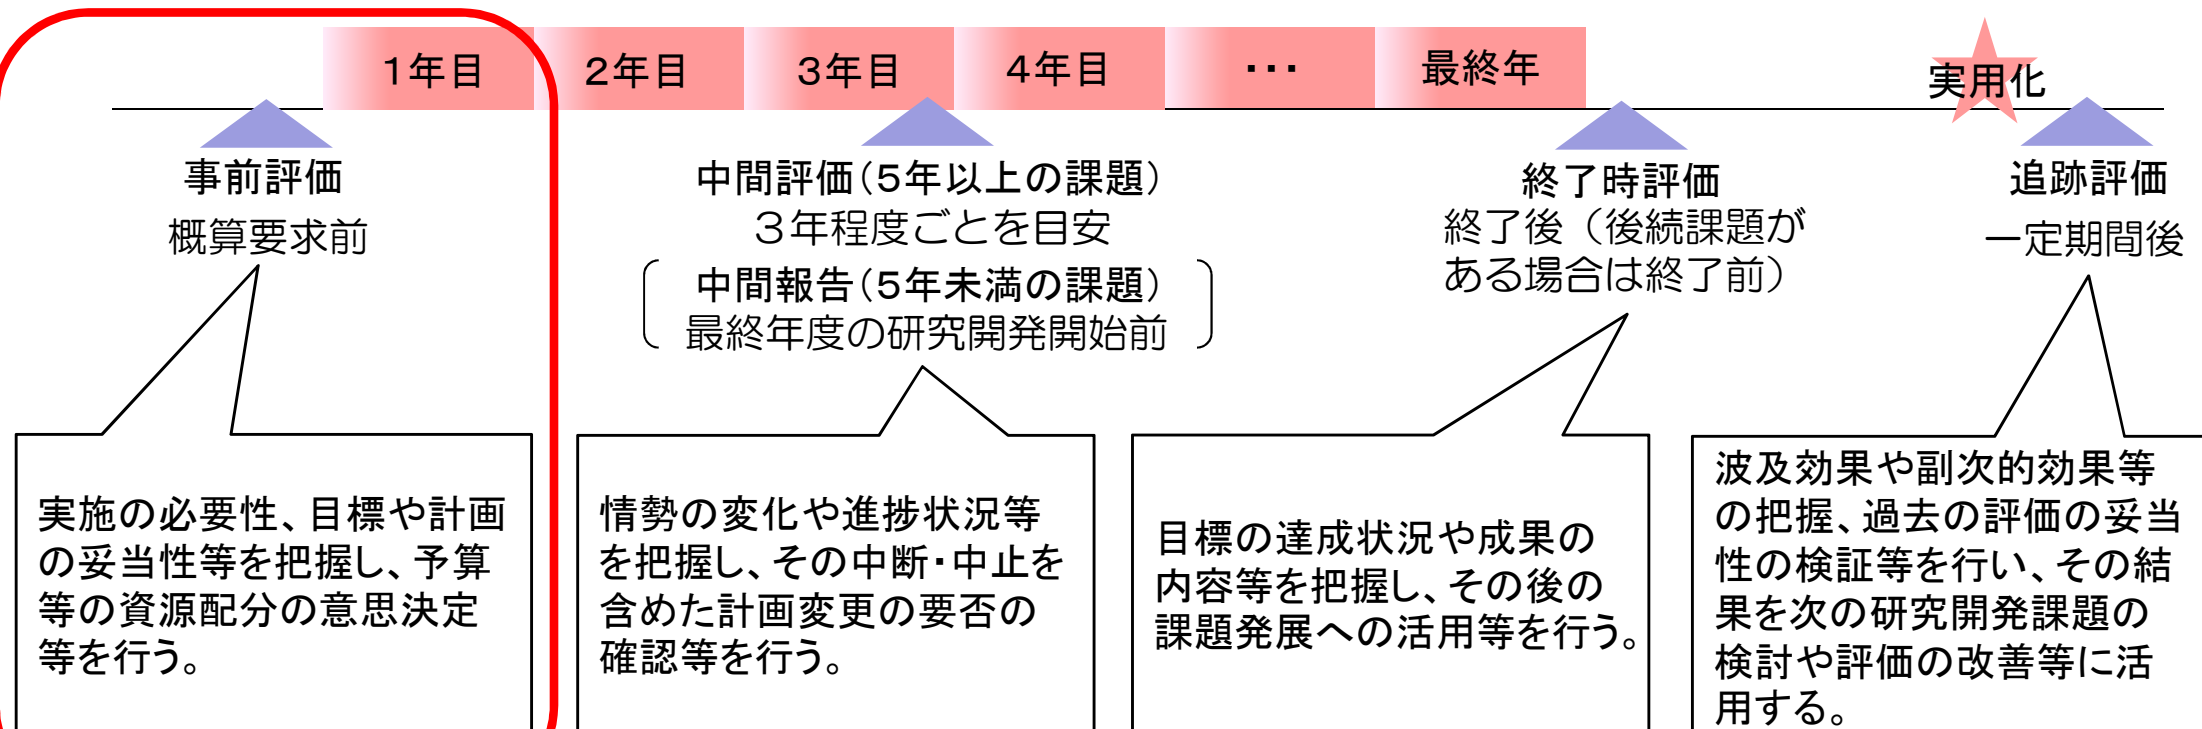 1年目
2年目
3年目
4年目
・・・
最終年
実用化
事前評価
概算要求前
中間評価(5年以上の課題)
3年程度ごとを目安
中間報告(5年未満の課題)
最終年度の研究開発開始前
終了時評価
終了後（後続課題が
ある場合は終了前）
追跡評価
一定期間後
実施の必要性、目標や計画
の妥当性等を把握し、予算
等の資源配分の意思決定
等を行う。
情勢の変化や進捗状況等
を把握し、その中断・中止を
含めた計画変更の要否の
確認等を行う。
目標の達成状況や成果の
内容等を把握し、その後の
課題発展への活用等を行う。
波及効果や副次的効果等
の把握、過去の評価の妥当
性の検証等を行い、その結
果を次の研究開発課題の
検討や評価の改善等に活
用する。